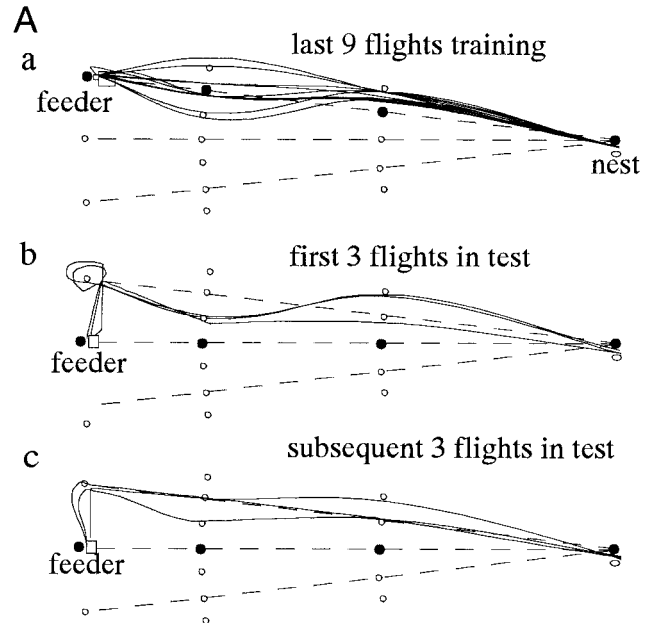 A
last 9 flights training
a
feeder
nest
b
first 3 flights in test
feeder
c
subsequent 3 flights in test
feeder